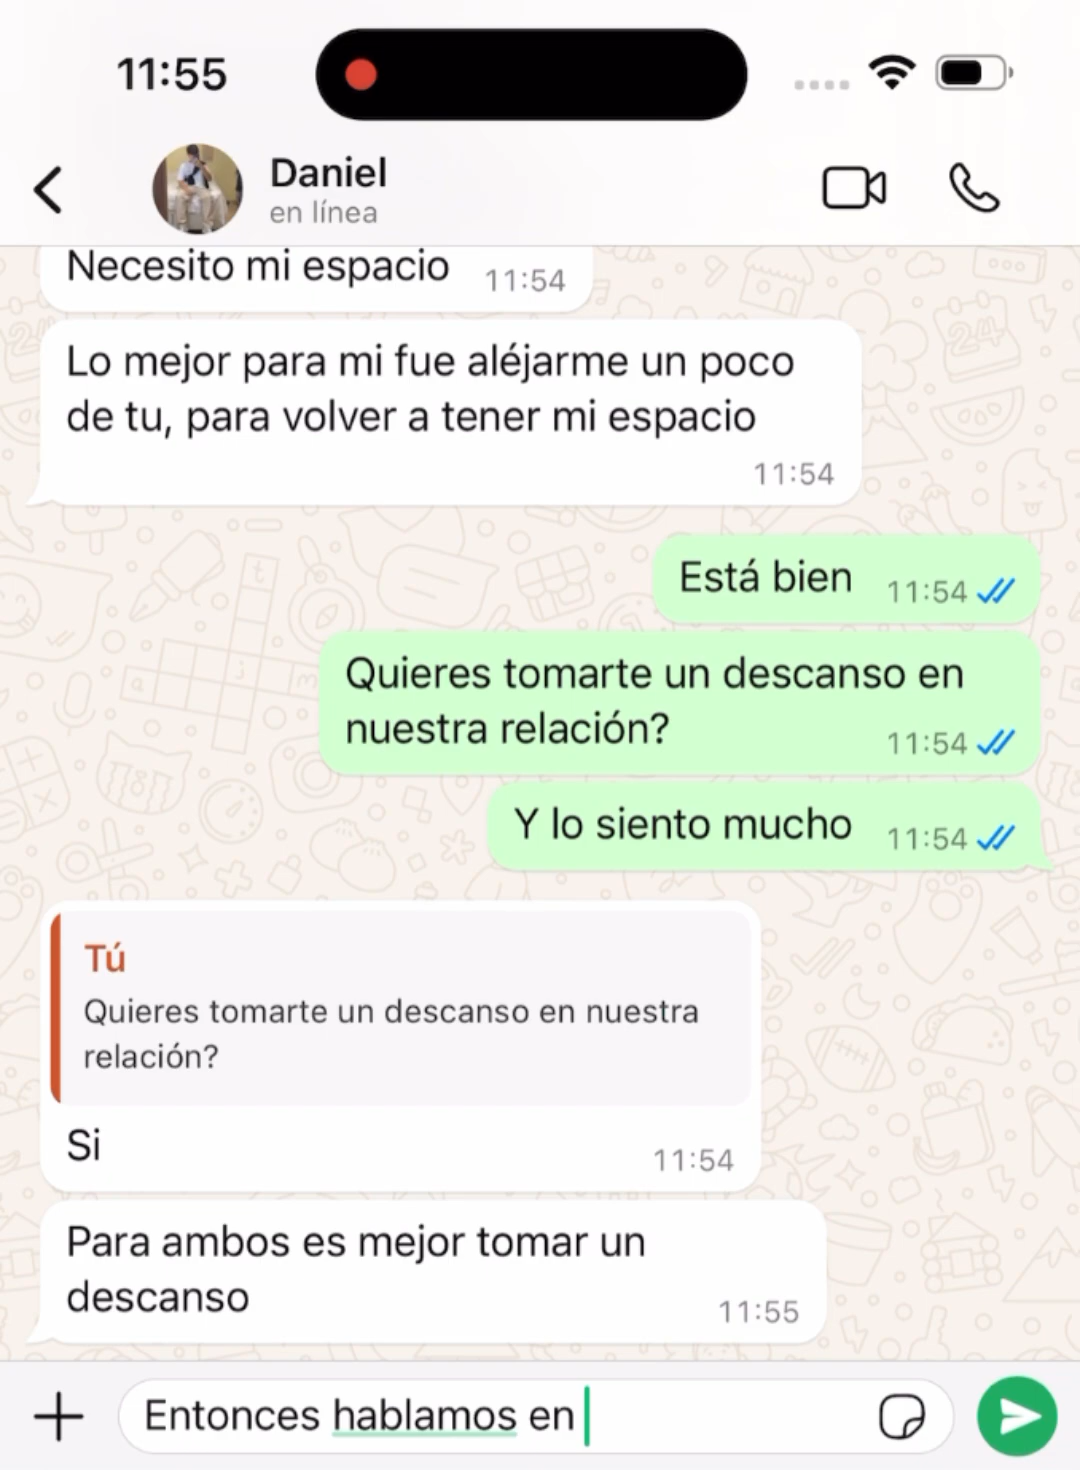 11:55
Daniel
en línea
Necesito mi espacio 11:54
Lo mejor para mi fue aléjarme un poco
de tu, para volver a tener mi espacio
11:54
Está bien 11:54
Quieres tomarte un descanso en
nuestra relación? 11:54
Y lo siento mucho 11:54
Tú
Quieres tomarte un descanso en nuestra
relación?
Si 11:54
Para ambos es mejor tomar un
descanso 11:55
Entonces hablamos en